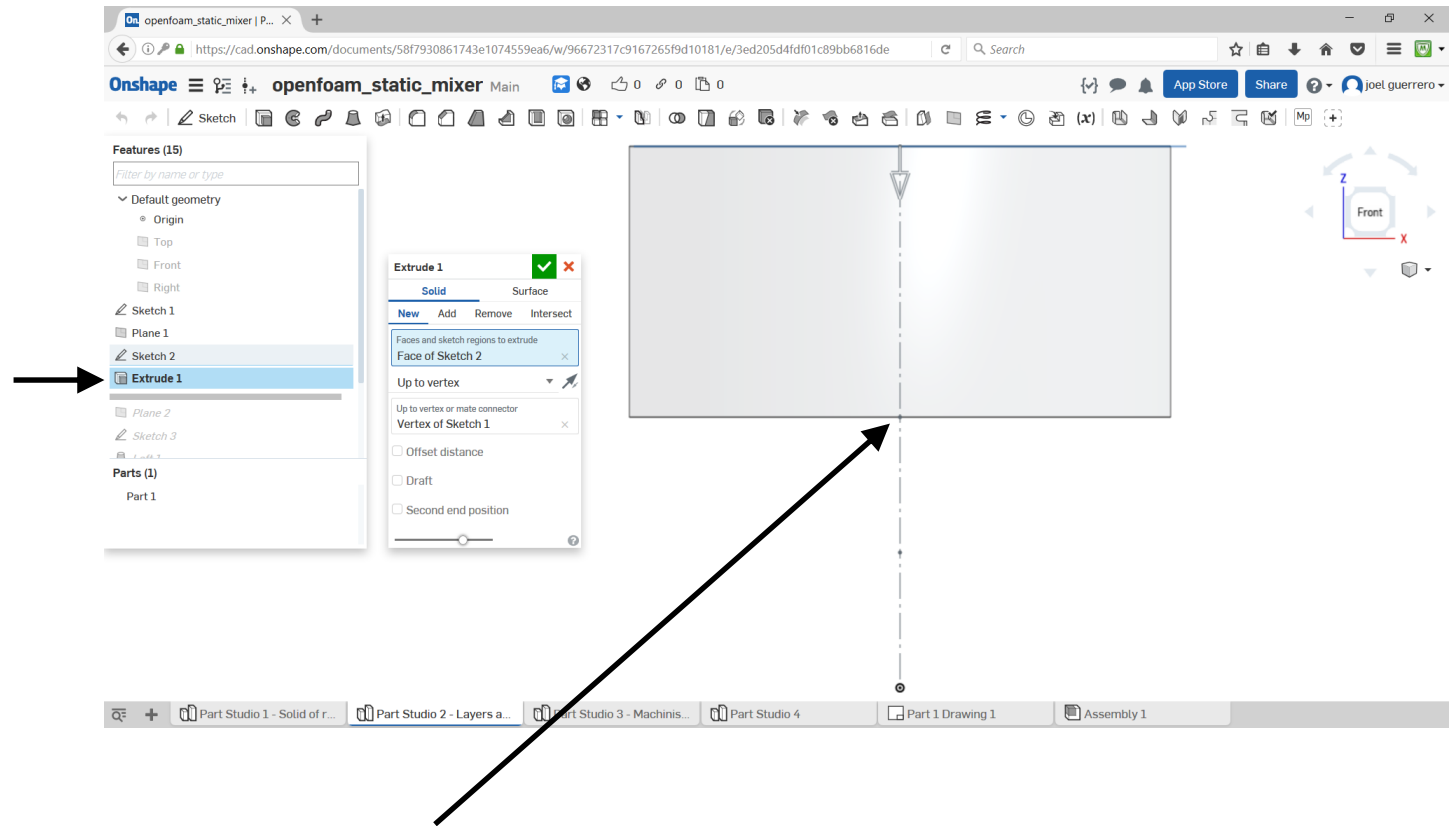 On. openfoam_static_mixer | P... × +
https://cad.onshape.com/documents/58f7930861743e1074559ea6/w/96672317c9167265f9d10181/e/3ed205d4fdf01c89bb6816de Search
Onshape openfoam_static_mixer Main 0 0 0 App Store Share joel guerrero
Sketch (x) Mp
Features (15)
Filter by name or type
Default geometry
Origin
Top
Front
Right
Sketch 1
Plane 1
Sketch 2
Extrude 1
Plane 2
Sketch 3
Loft 1
Parts (1)
Part 1
Extrude 1
Solid Surface
New Add Remove Intersect
Faces and sketch regions to extrude
Face of Sketch 2
Up to vertex
Up to vertex or mate connector
Vertex of Sketch 1
Offset distance
Draft
Second end position
Z
Front
X
Part Studio 1 - Solid of r... Part Studio 2 - Layers a... Part Studio 3 - Machinis... Part Studio 4 Part 1 Drawing 1 Assembly 1